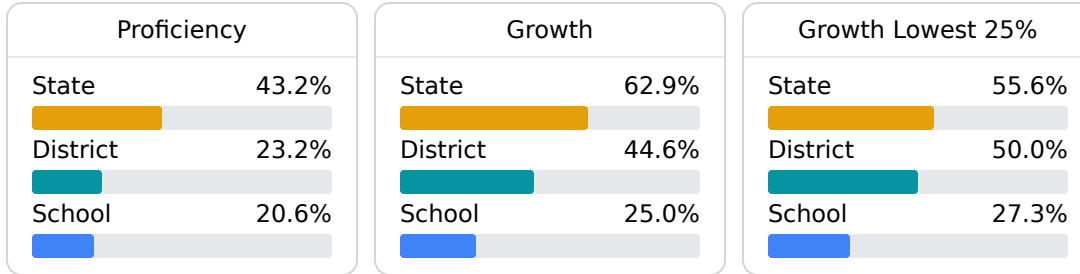 Proficiency
State 43.2%
District 23.2%
School 20.6%
Growth
State 62.9%
District 44.6%
School 25.0%
Growth Lowest 25%
State 55.6%
District 50.0%
School 27.3%